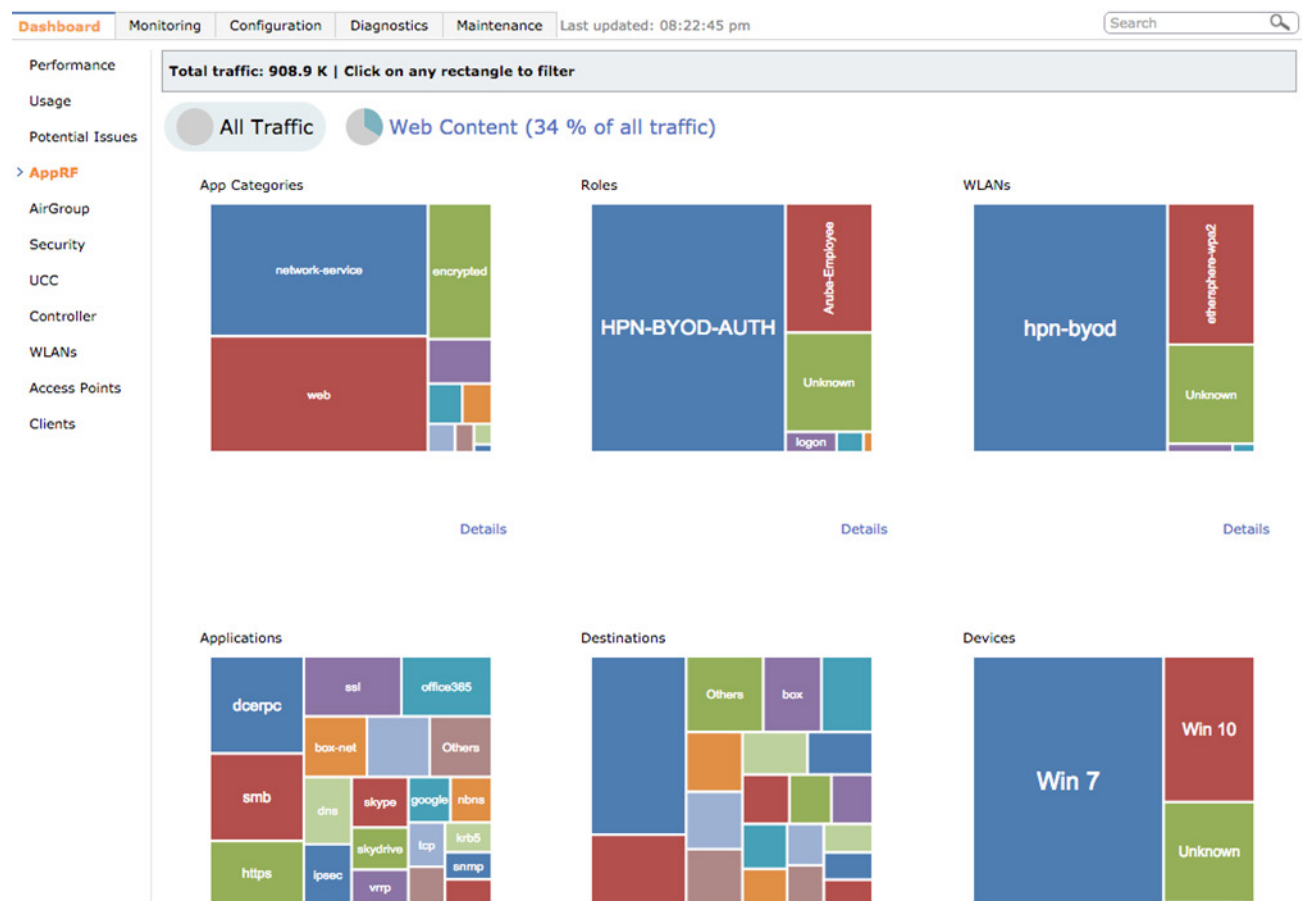 Dashboard Monitoring Configuration Diagnostics Maintenance Last updated: 08:22:45 pm Search
Performance
Usage
Potential Issues
> AppRF
AirGroup
Security
UCC
Controller
WLANs
Access Points
Clients
Total traffic: 908.9 K | Click on any rectangle to filter
All Traffic Web Content (34 % of all traffic)
App Categories
network-service
encrypted
web
Details
Roles
HPN-BYOD-AUTH
Aruba-Employee
Unknown
logon
Details
WLANs
hpn-byod
ethersphere-wpa2
Unknown
Details
Applications
dcerpc
ssl
office365
box-net
Others
smb
dns
skype
google
nbns
skydrive
tcp
krb5
https
ipsec
snmp
vrrp
Destinations
Others
box
Devices
Win 7
Win 10
Unknown